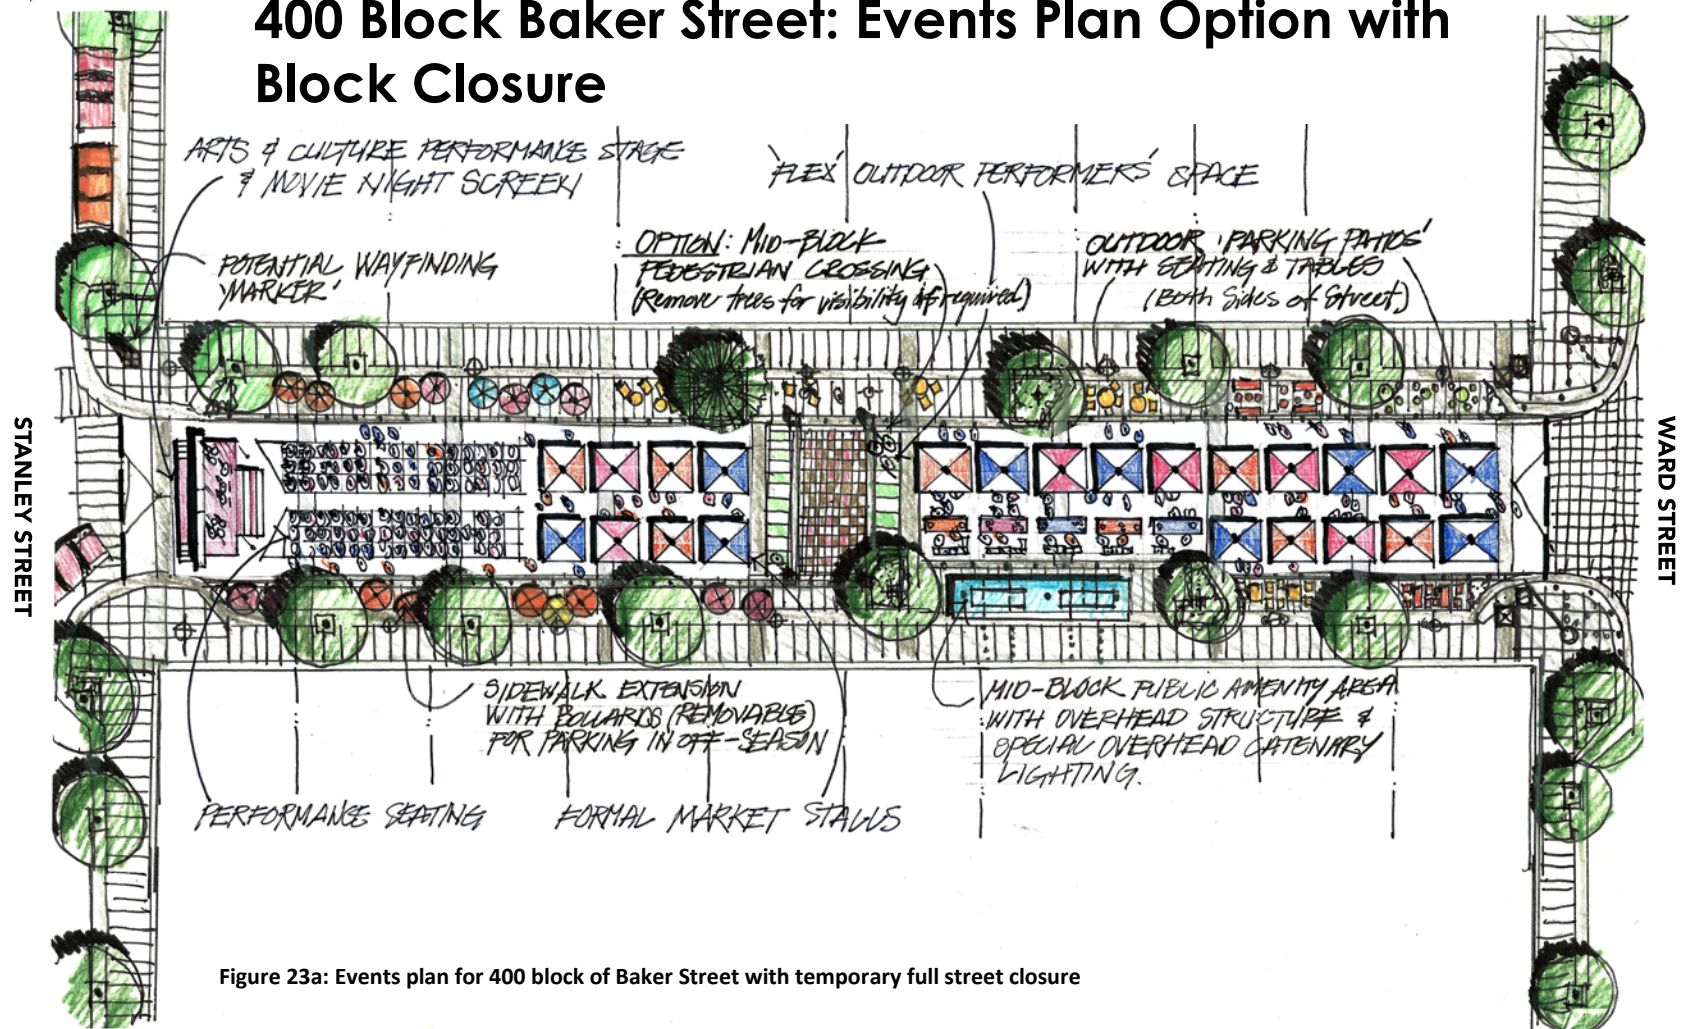 400 Block Baker Street: Events Plan Option with
Block Closure
ARTS & CULTURE PERFORMANCE STAGE
& MOVIE NIGHT SCREEN
'FLEX' OUTDOOR PERFORMERS' SPACE
POTENTIAL WAYFINDING
'MARKER'
OPTION: MID-BLOCK
PEDESTRIAN CROSSING
(Remove trees for visibility if required)
OUTDOOR 'PARKING PATIOS'
WITH SEATING & TABLES
(Both Sides of Street)
STANLEY STREET
WARD STREET
SIDEWALK EXTENSION
WITH BOLLARDS (REMOVABLE)
FOR PARKING IN OFF-SEASON
MID-BLOCK PUBLIC AMENITY AREA
WITH OVERHEAD STRUCTURE &
SPECIAL OVERHEAD CATENARY
LIGHTING.
PERFORMANCE SEATING
FORMAL MARKET STALLS
Figure 23a: Events plan for 400 block of Baker Street with temporary full street closure